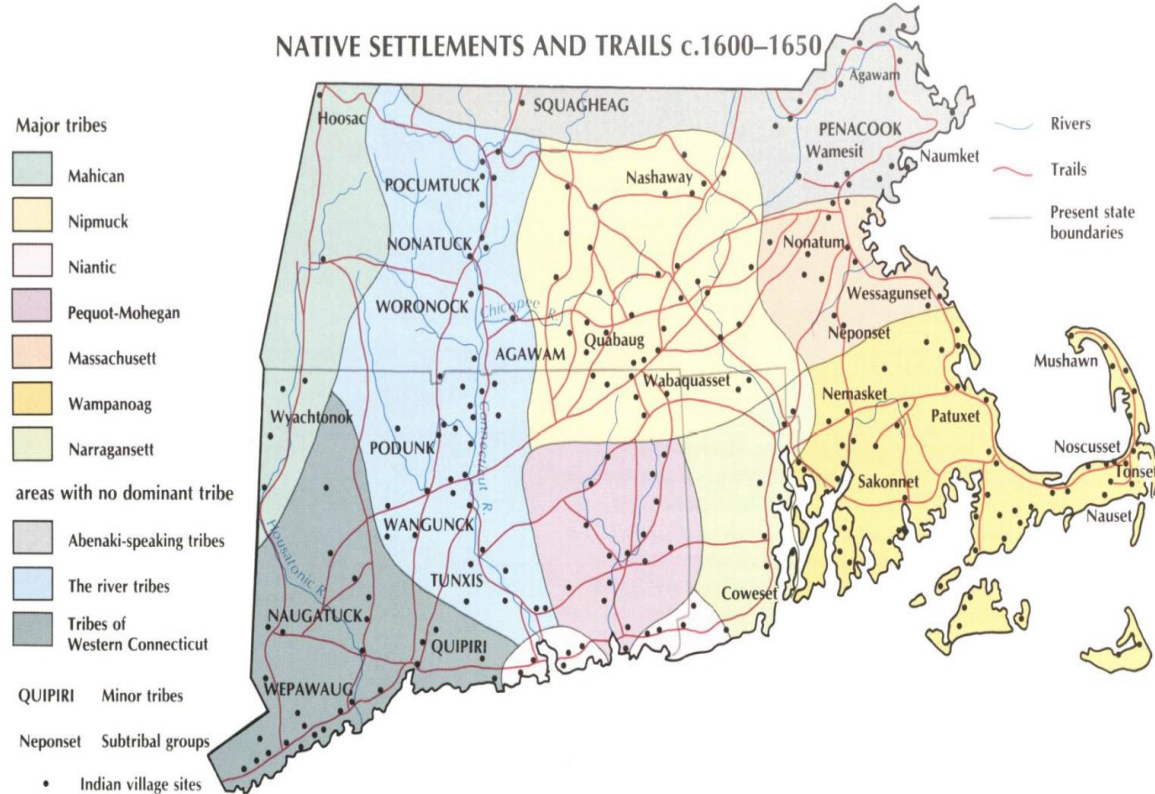 NATIVE SETTLEMENTS AND TRAILS c.1600–1650
Major tribes
Mahican
Nipmuck
Niantic
Pequot-Mohegan
Massachusett
Wampanoag
Narragansett
areas with no dominant tribe
Abenaki-speaking tribes
The river tribes
Tribes of
Western Connecticut
QUIPIRI Minor tribes
Neponset Subtribal groups
Indian village sites
Rivers
Trails
Present state
boundaries
Agawam
Hoosac
SQUAGHEAG
PENACOOK
Wamesit
Naumket
POCUMTUCK
Nashaway
NONATUCK
Nonatum
WORONOCK
Chicopee R.
Wessagunset
AGAWAM
Quabaug
Neponset
Mushawn
Wabaquasset
Nemasket
Wyachtonok
Patuxet
PODUNK
Connecticut R.
Noscusset
Tonset
Sakonnet
Nauset
WANGUNCK
Housatonic R.
TUNXIS
Coweset
NAUGATUCK
QUIPIRI
WEPAWAUG